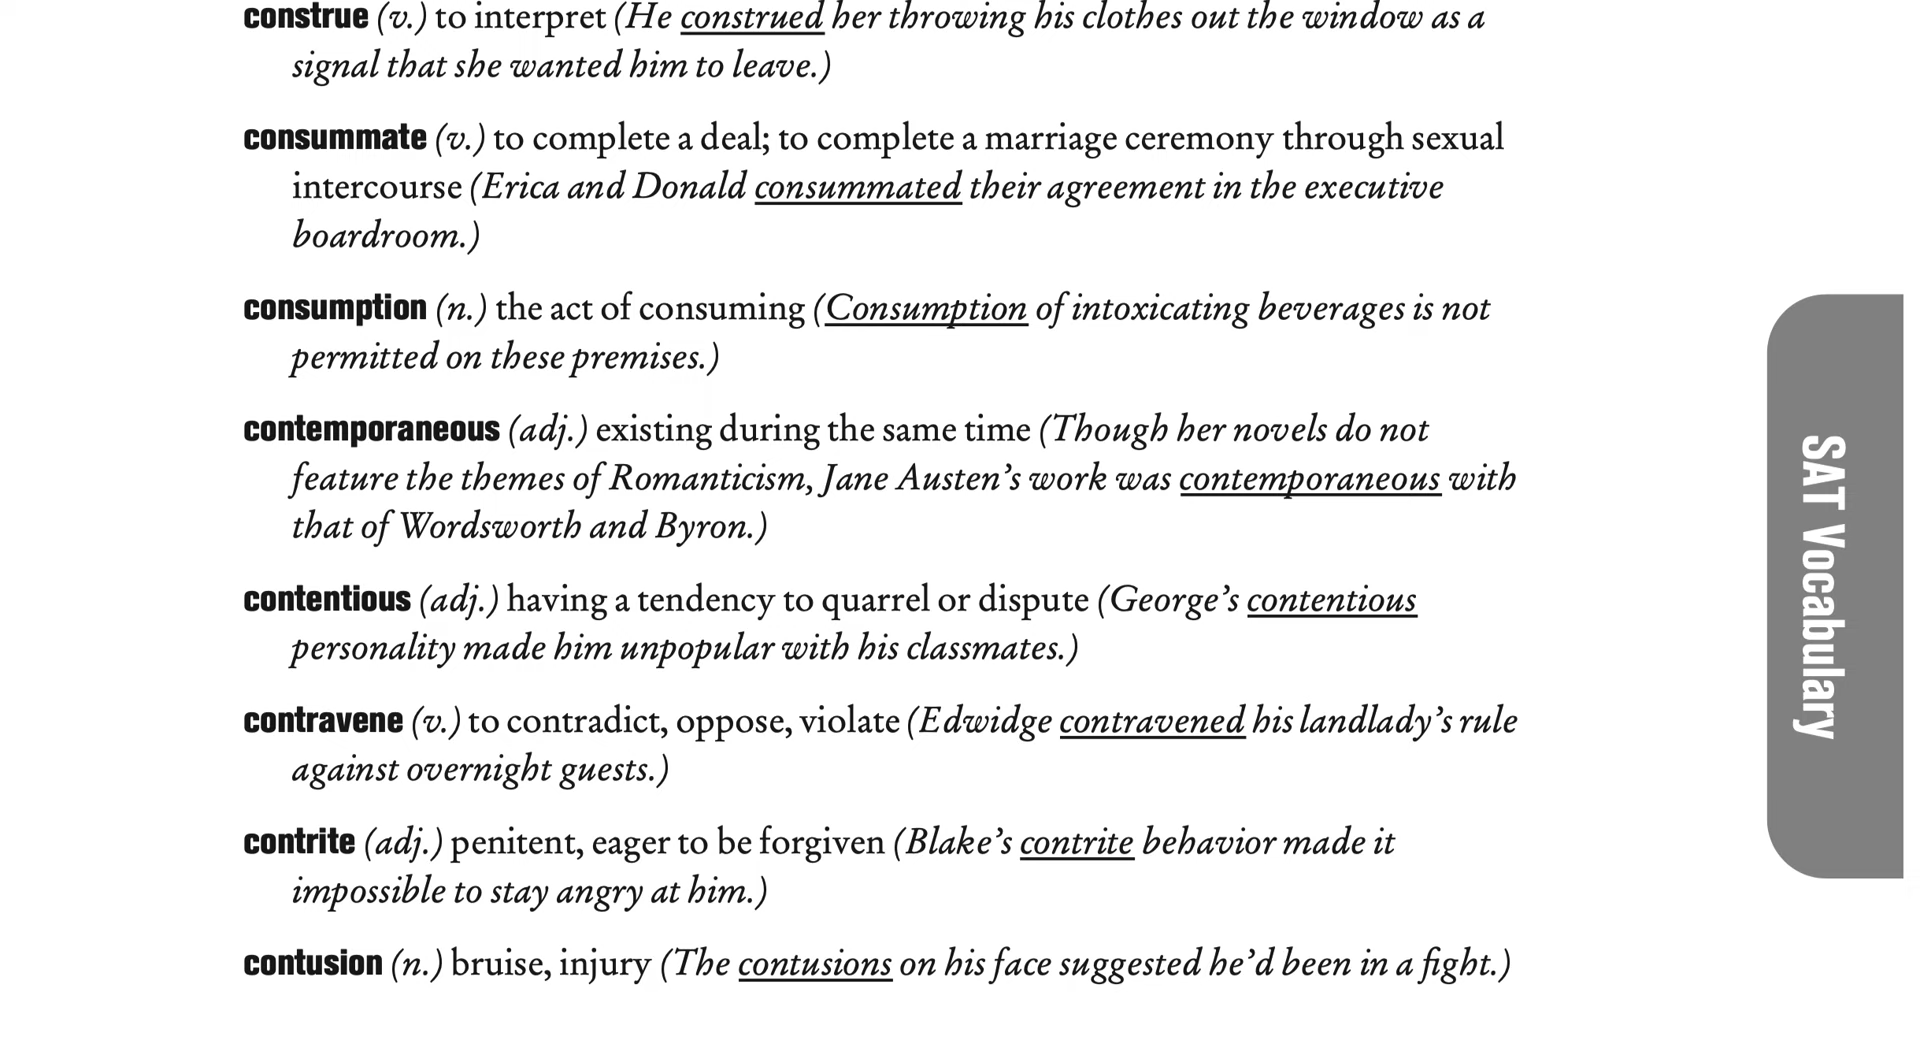 construe (v.) to interpret (He construed her throwing his clothes out the window as a
signal that she wanted him to leave.)
consummate (v.) to complete a deal; to complete a marriage ceremony through sexual
intercourse (Erica and Donald consummated their agreement in the executive
boardroom.)
consumption (n.) the act of consuming (Consumption of intoxicating beverages is not
permitted on these premises.)
contemporaneous (adj.) existing during the same time (Though her novels do not
feature the themes of Romanticism, Jane Austen’s work was contemporaneous with
that of Wordsworth and Byron.)
contentious (adj.) having a tendency to quarrel or dispute (George’s contentious
personality made him unpopular with his classmates.)
contravene (v.) to contradict, oppose, violate (Edwidge contravened his landlady’s rule
against overnight guests.)
contrite (adj.) penitent, eager to be forgiven (Blake’s contrite behavior made it
impossible to stay angry at him.)
contusion (n.) bruise, injury (The contusions on his face suggested he’d been in a fight.)
SAT Vocabulary